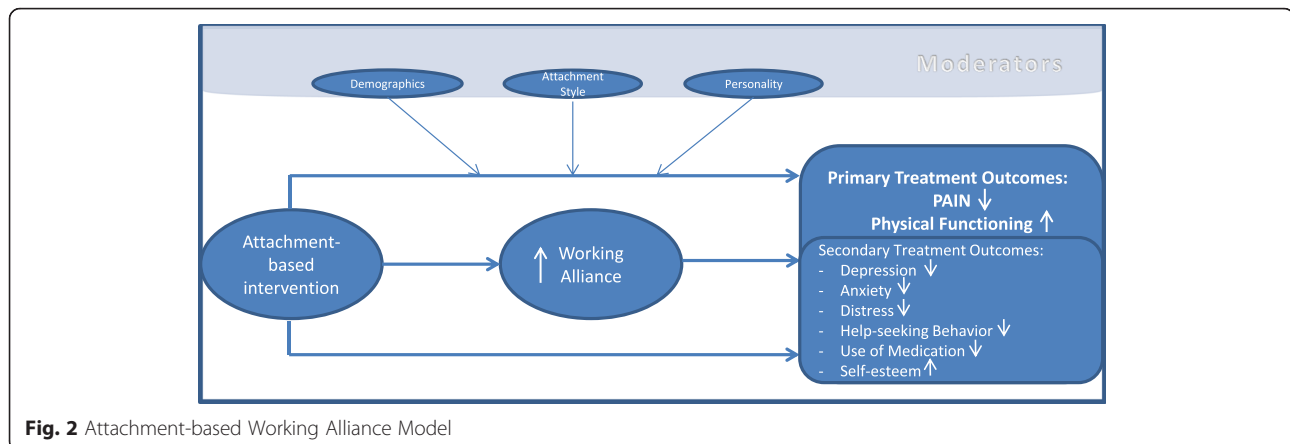 Moderators
Demographics
Attachment
Style
Personality
Primary Treatment Outcomes:
PAIN ↓
Physical Functioning ↑
Attachment-
based
intervention
↑ Working
Alliance
Secondary Treatment Outcomes:
- Depression ↓
- Anxiety ↓
- Distress ↓
- Help-seeking Behavior ↓
- Use of Medication ↓
- Self-esteem ↑
Fig. 2 Attachment-based Working Alliance Model